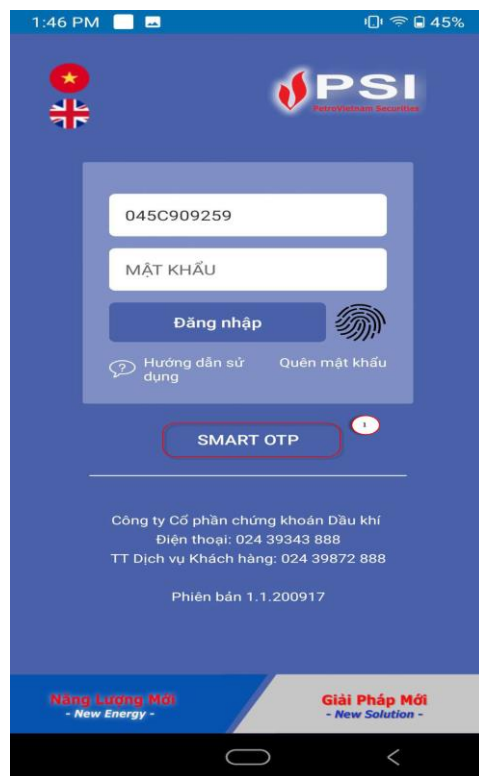 1:46 PM
45%
PSI
PetroVietnam Securities
045C909259
MẬT KHẨU
Đăng nhập
Hướng dẫn sử
dụng
Quên mật khẩu
SMART OTP
1
Công ty Cổ phần chứng khoán Dầu khí
Điện thoại: 024 39343 888
TT Dịch vụ Khách hàng: 024 39872 888
Phiên bản 1.1.200917
Năng Lượng Mới
- New Energy -
Giải Pháp Mới
- New Solution -